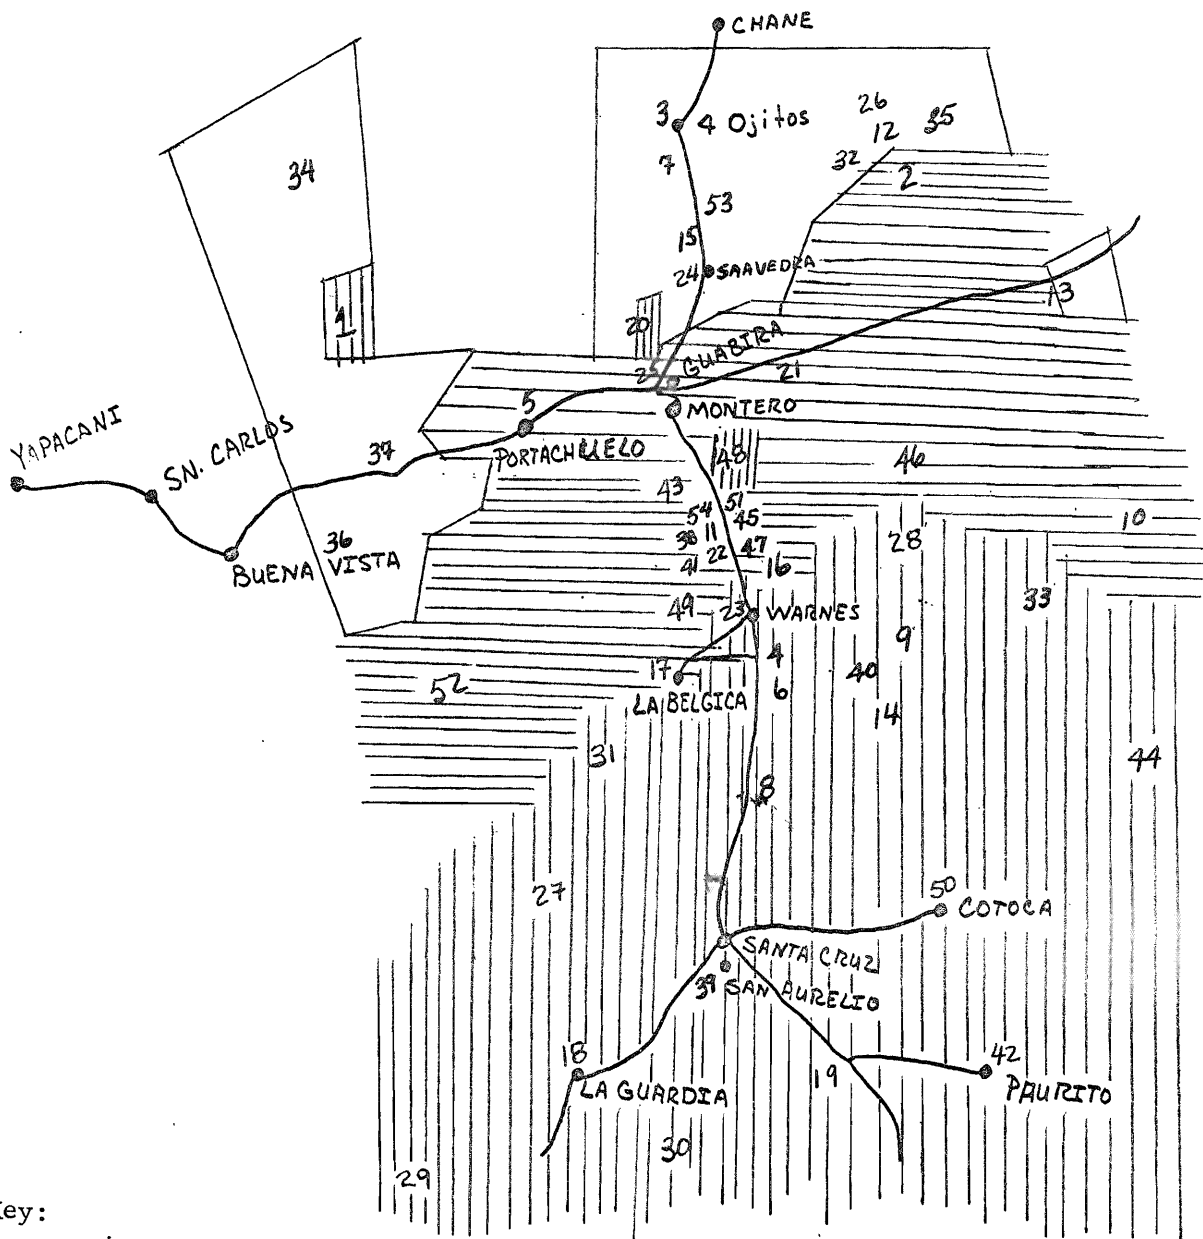 CHANE
3 4 Ojitos
26
12 35
7 32 2
34
53
15
24 SAAVEDRA
13
1 20
GUABIRA
25 21
5 MONTERO
YAPACANI
SN. CARLOS
37 PORTACHUELO 48 46
43 51
54 45 10
38 11
36 22 47 28
BUENA VISTA 41 16
33
49 23 WARNES
9
17 4 40
52 6
LA BELGICA 14
31 44
8
27 50
COTOCA
SANTA CRUZ
39 SAN AURELIO
18 42
19
LA GUARDIA PAURITO
30
29
Key: